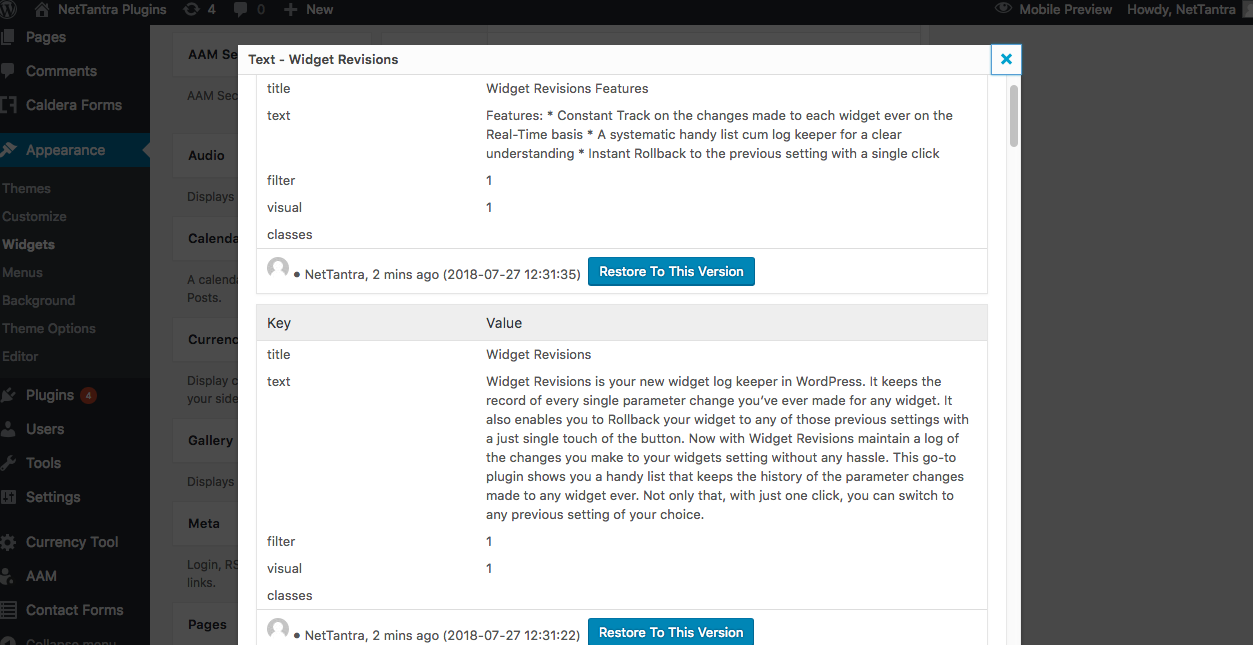 NetTantra Plugins 4 0 New Mobile Preview Howdy, NetTantra
Pages
Comments
Caldera Forms
Appearance
Themes
Customize
Widgets
Menus
Background
Theme Options
Editor
Plugins 4
Users
Tools
Settings
Currency Tool
AAM
Contact Forms
Collapse menu
AAM Se
AAM Sec
Audio
Displays
Calenda
A calenda
Posts.
Currenc
Display c
your side
Gallery
Displays
Meta
Login, RS
links.
Pages
Text - Widget Revisions
title Widget Revisions Features
text Features: * Constant Track on the changes made to each widget ever on the
Real-Time basis * A systematic handy list cum log keeper for a clear
understanding * Instant Rollback to the previous setting with a single click
filter 1
visual 1
classes
● NetTantra, 2 mins ago (2018-07-27 12:31:35) Restore To This Version
Key Value
title Widget Revisions
text Widget Revisions is your new widget log keeper in WordPress. It keeps the
record of every single parameter change you’ve ever made for any widget. It
also enables you to Rollback your widget to any of those previous settings with
a just single touch of the button. Now with Widget Revisions maintain a log of
the changes you make to your widgets setting without any hassle. This go-to
plugin shows you a handy list that keeps the history of the parameter changes
made to any widget ever. Not only that, with just one click, you can switch to
any previous setting of your choice.
filter 1
visual 1
classes
● NetTantra, 2 mins ago (2018-07-27 12:31:22) Restore To This Version